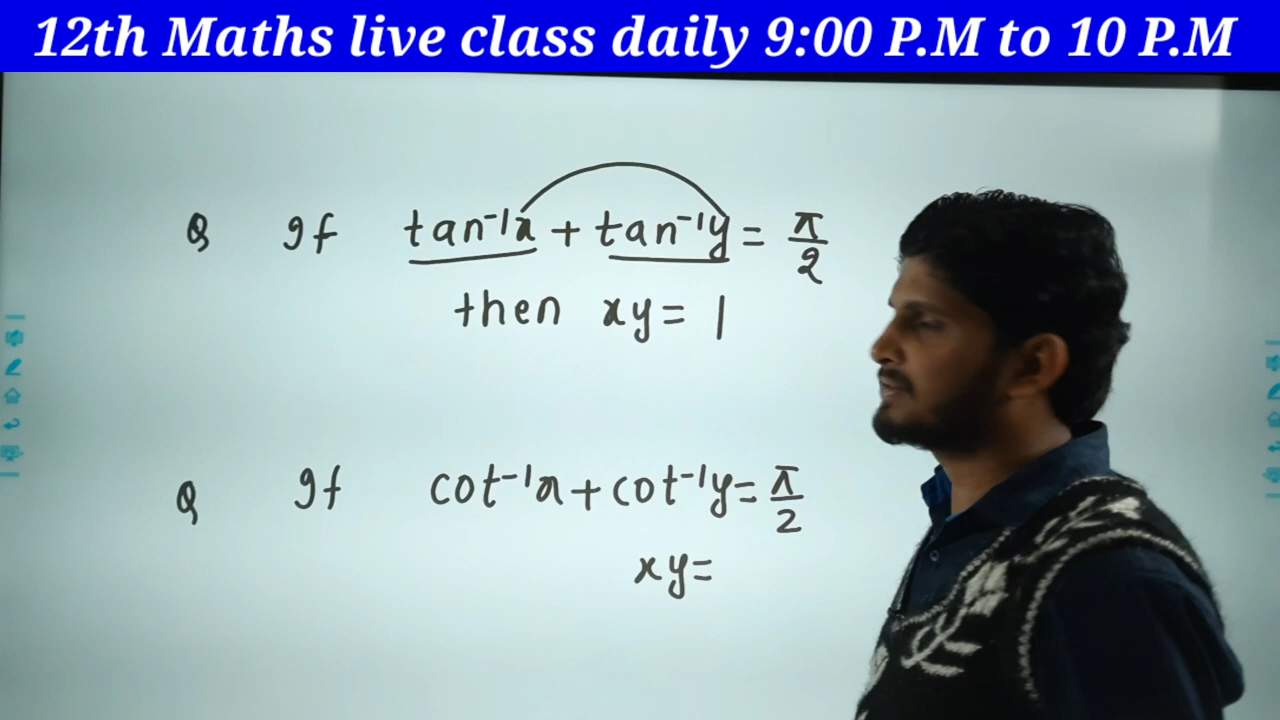 12th Maths live class daily 9:00 P.M to 10 P.M
Q If tan⁻¹x + tan⁻¹y = π/2
then xy = 1
Q If cot⁻¹x + cot⁻¹y = π/2
xy =